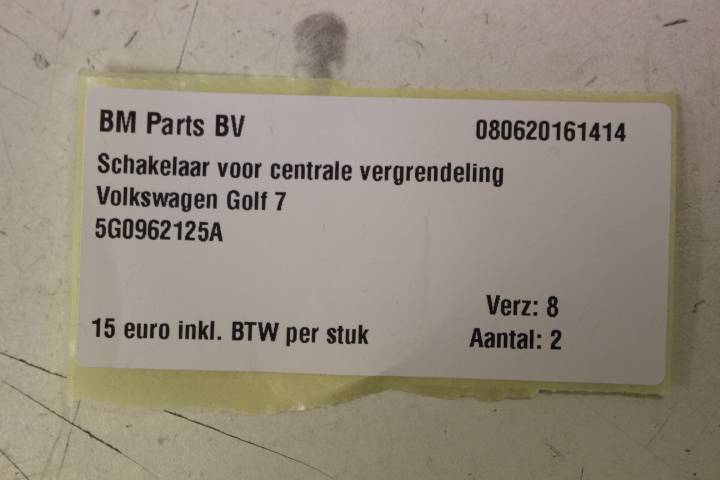 BM Parts BV 080620161414
Schakelaar voor centrale vergrendeling
Volkswagen Golf 7
5G0962125A
Verz: 8
15 euro inkl. BTW per stuk Aantal: 2